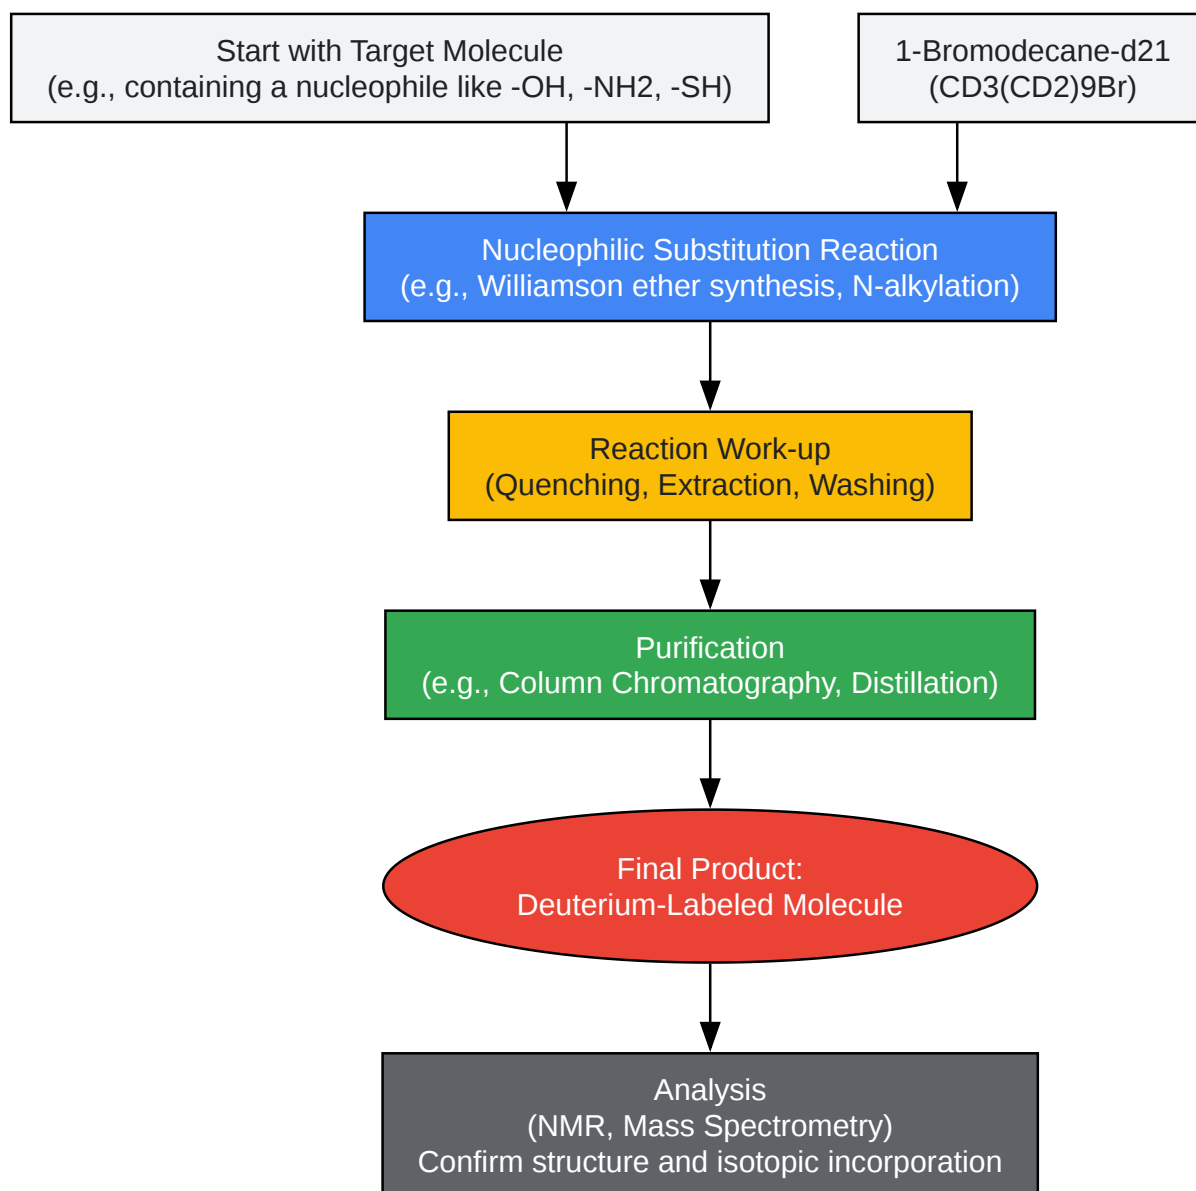 Start with Target Molecule
(e.g., containing a nucleophile like -OH, -NH2, -SH)
1-Bromodecane-d21
(CD3(CD2)9Br)
Nucleophilic Substitution Reaction
(e.g., Williamson ether synthesis, N-alkylation)
Reaction Work-up
(Quenching, Extraction, Washing)
Purification
(e.g., Column Chromatography, Distillation)
Final Product:
Deuterium-Labeled Molecule
Analysis
(NMR, Mass Spectrometry)
Confirm structure and isotopic incorporation